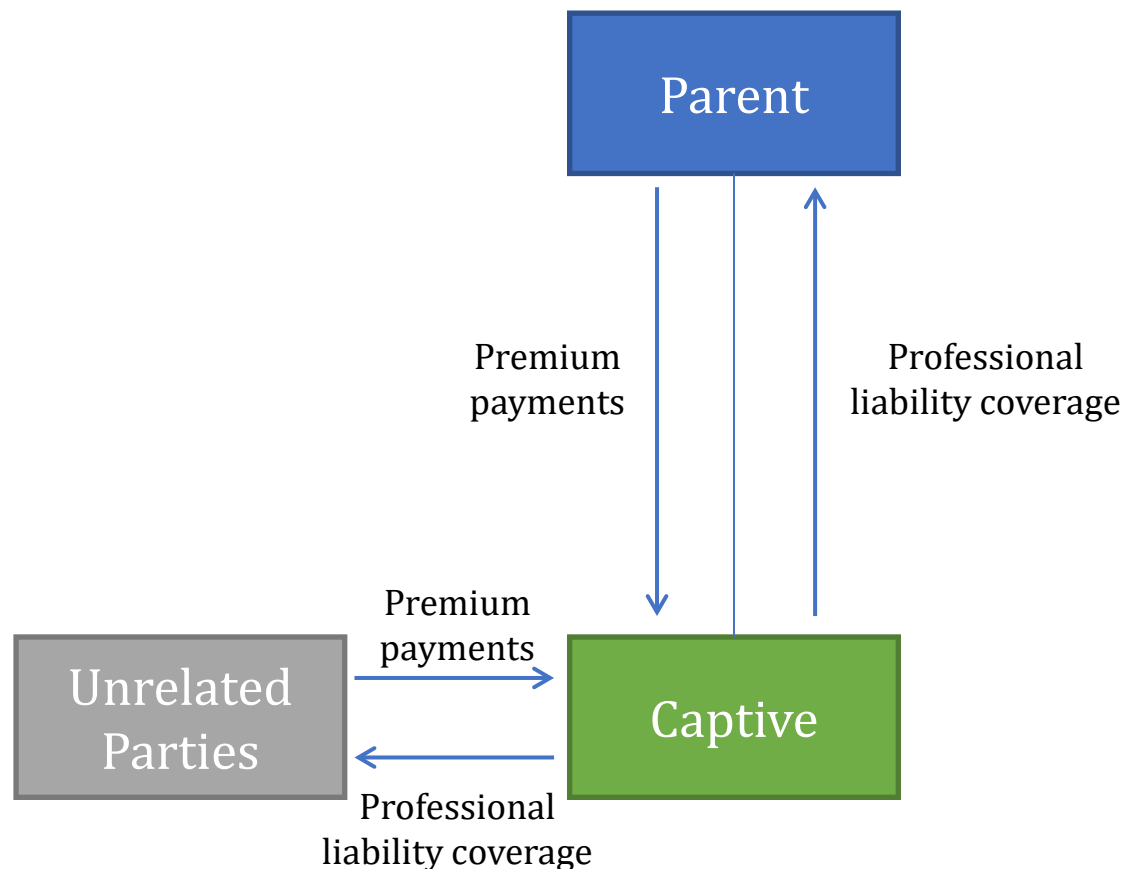 Parent
Premium
payments
Professional
liability coverage
Premium
payments
Unrelated
Parties
Captive
Professional
liability coverage